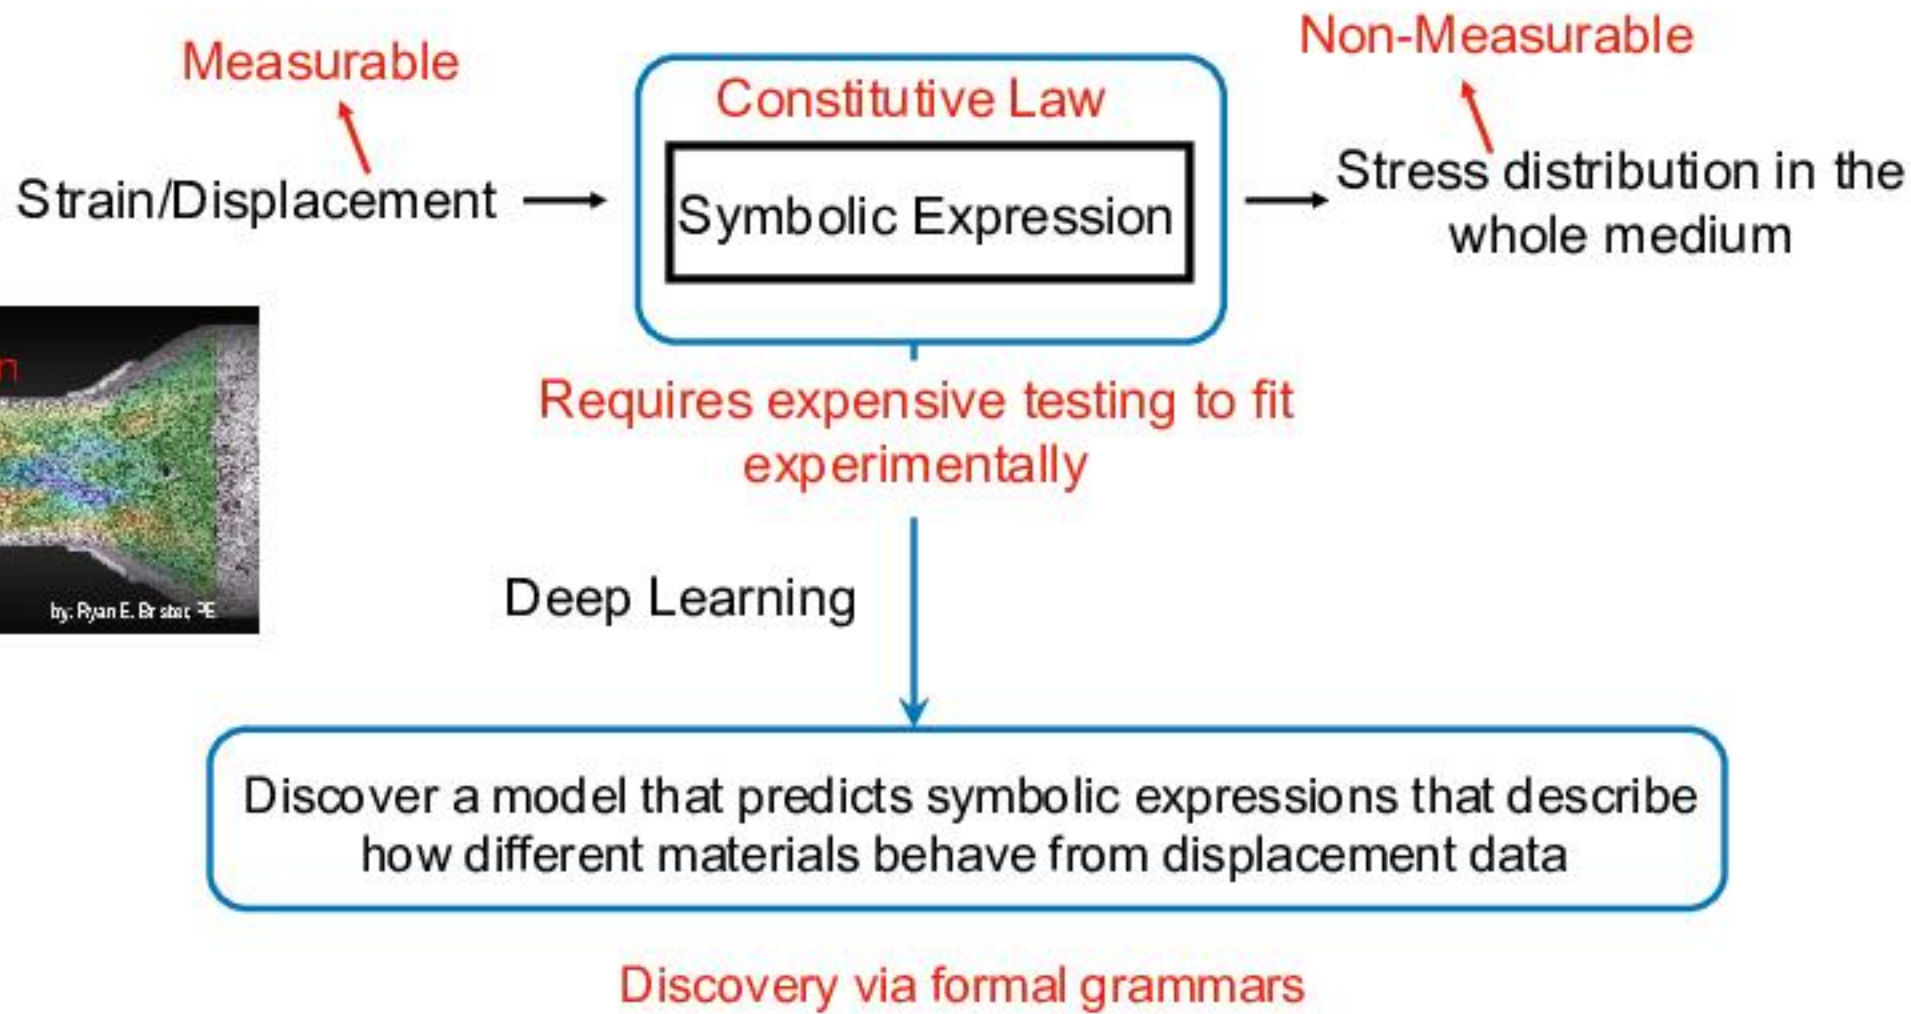 Measurable
Non-Measurable
Constitutive Law
Strain/Displacement
Symbolic Expression
Stress distribution in the
whole medium
Requires expensive testing to fit
experimentally
by: Ryan E.
Deep Learning
Discover a model that predicts symbolic expressions that describe
how different materials behave from displacement data
Discovery via formal grammars